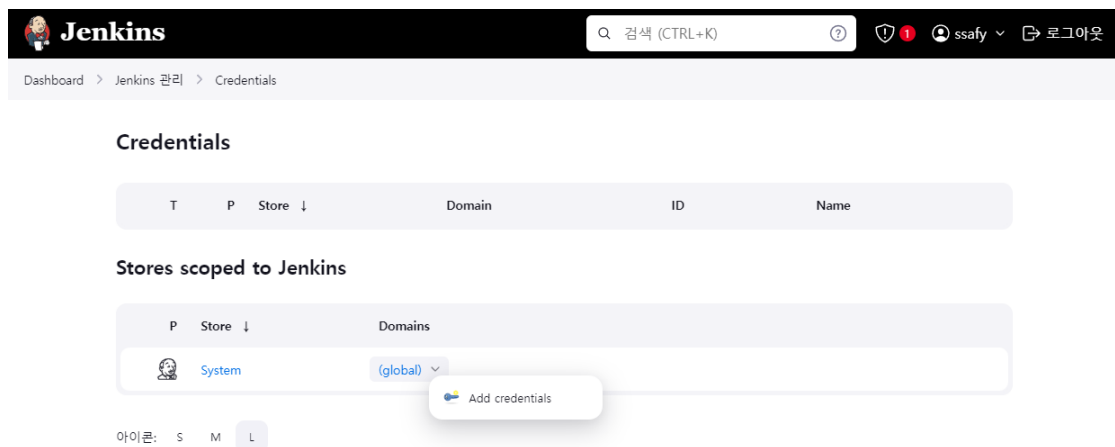 Jenkins
검색 (CTRL+K)
1
ssafy
로그아웃
Dashboard > Jenkins 관리 > Credentials
Credentials
T P Store ↓ Domain ID Name
Stores scoped to Jenkins
P Store ↓ Domains
System (global)
Add credentials
아이콘: S M L